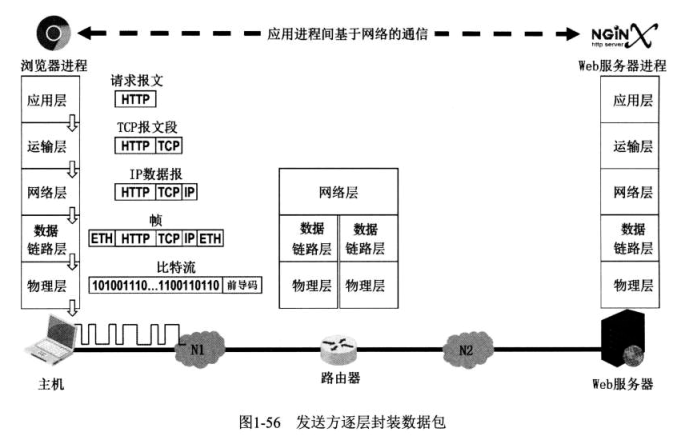 应用进程间基于网络的通信
NGiNX
http server
浏览器进程
Web服务器进程
应用层
请求报文
HTTP
应用层
运输层
TCP报文段
HTTP TCP
运输层
网络层
IP数据报
HTTP TCP IP
网络层
网络层
数据
链路层
帧
ETH HTTP TCP IP ETH
数据
链路层
数据
链路层
数据
链路层
物理层
比特流
101001110...1100110110 前导码
物理层
物理层
物理层
N1
N2
主机
路由器
Web服务器
图1-56 发送方逐层封装数据包